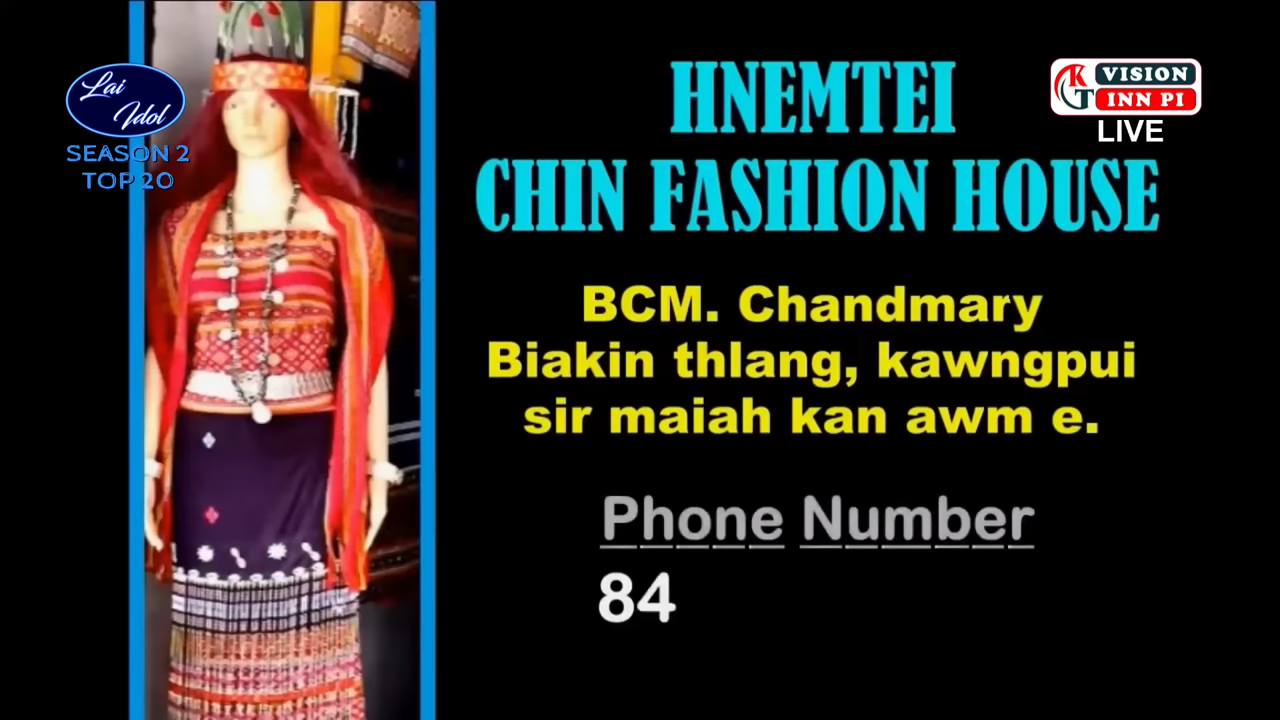 Lai
Idol
SEASON 2
TOP 20
KT VISION
INN PI
LIVE
HNEMTEI
CHIN FASHION HOUSE
BCM. Chandmary
Biakin thlang, kawngpui
sir maiah kan awm e.
Phone Number
84